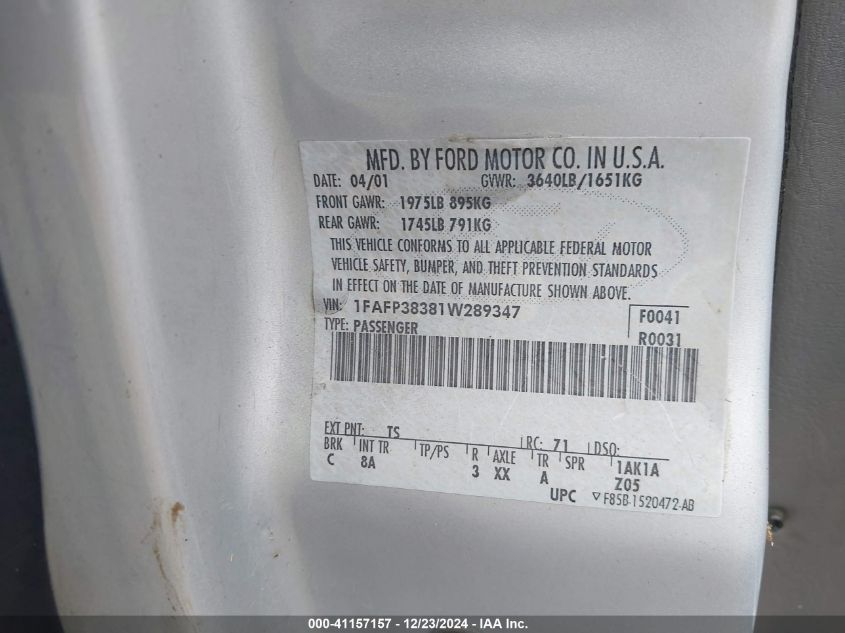 MFD. BY FORD MOTOR CO. IN U.S.A.
DATE: 04/01 GVWR: 3640LB/1651KG
FRONT GAWR: 1975LB 895KG
REAR GAWR: 1745LB 791KG
THIS VEHICLE CONFORMS TO ALL APPLICABLE FEDERAL MOTOR
VEHICLE SAFETY, BUMPER, AND THEFT PREVENTION STANDARDS
IN EFFECT ON THE DATE OF MANUFACTURE SHOWN ABOVE.
VIN: 1FAFP38381W289347 F0041
TYPE: PASSENGER R0031
EXT PNT: TS RC: 71 DSO:
BRK INT TR TP/PS R AXLE TR SPR 1AK1A
C 8A 3 XX A Z05
UPC ▽ F85B-1520472-AB
000-41157157 - 12/23/2024 - IAA Inc.